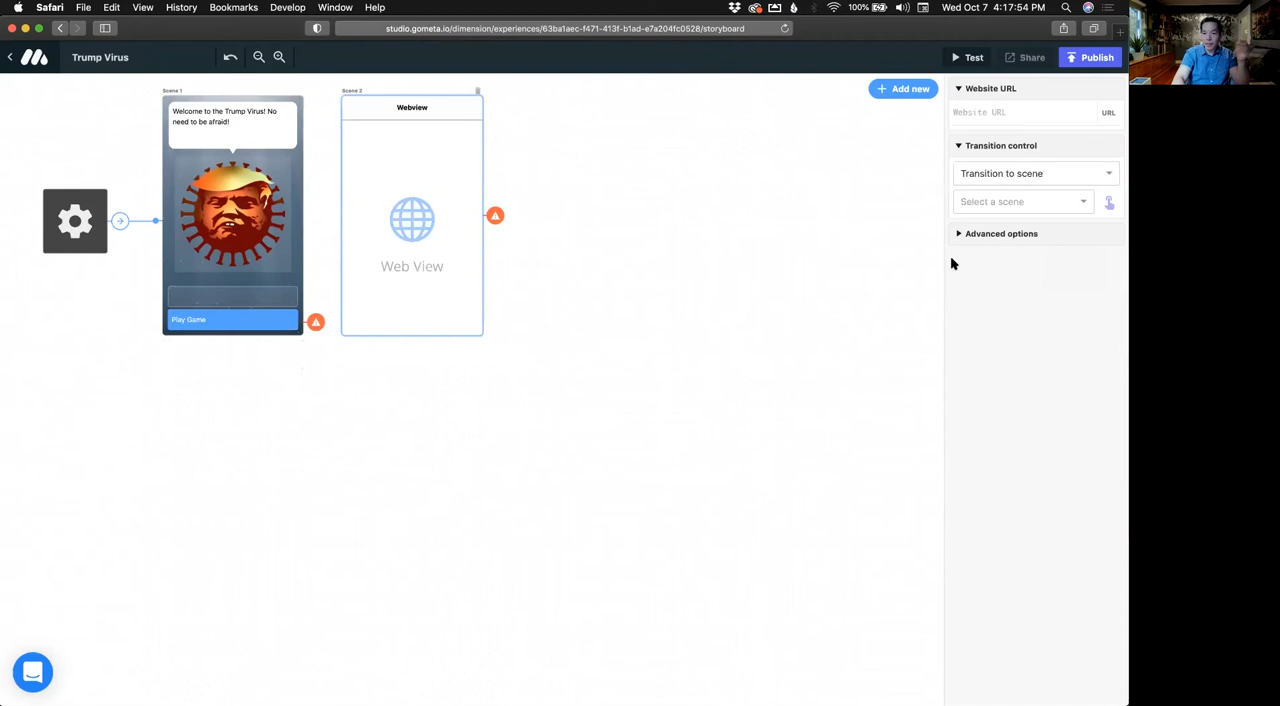 Safari File Edit View History Bookmarks Develop Window Help
100% Wed Oct 7 4:17:54 PM
studio.gometa.io/dimension/experiences/63ba1aec-f471-413f-b1ad-e7a204fc0528/storyboard
Trump Virus
Test Share Publish
Scene 1
Welcome to the Trump Virus! No
need to be afraid!
Play Game
Scene 2
Webview
Web View
+ Add new
Website URL
Website URL URL
Transition control
Transition to scene
Select a scene
Advanced options